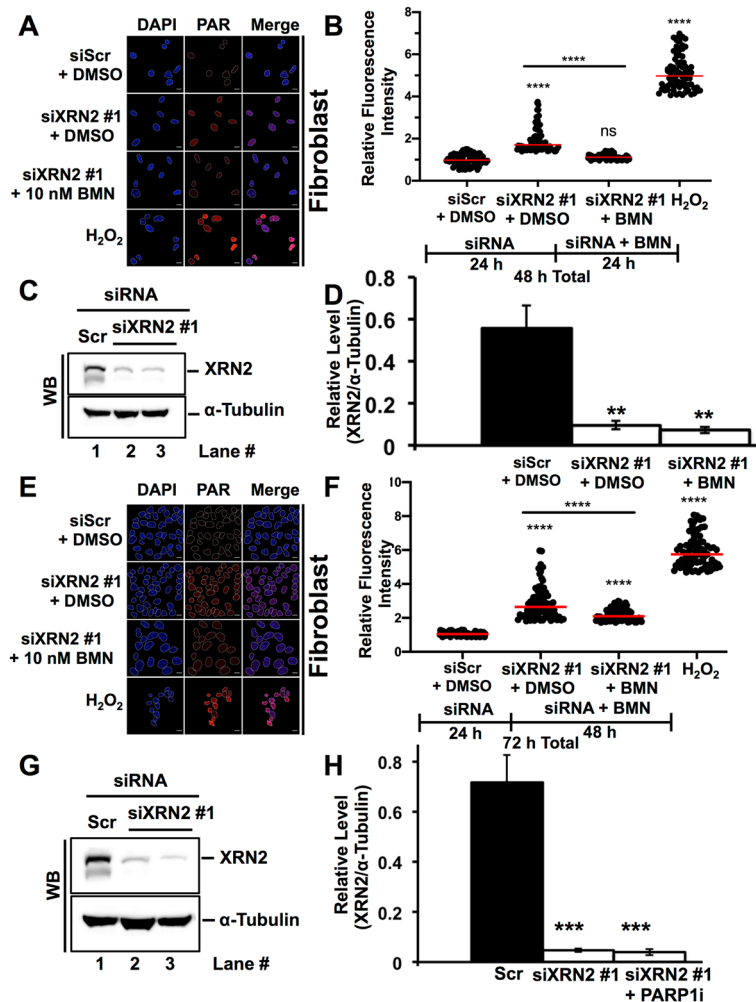 A
DAPI PAR Merge
siScr
+ DMSO
siXRN2 #1
+ DMSO
siXRN2 #1
+ 10 nM BMN
H₂O₂
Fibroblast
B
Relative Fluorescence
Intensity
8
6
4
2
0
****
****
****
ns
siScr
+ DMSO
siXRN2 #1
+ DMSO
siXRN2 #1
+ BMN
H₂O₂
siRNA siRNA + BMN
24 h 24 h
48 h Total
C
siRNA
Scr siXRN2 #1
WB
XRN2
α-Tubulin
1 2 3 Lane #
D
Relative Level
(XRN2/α-Tubulin)
0.6
0.4
0.2
0
**
**
siScr
+ DMSO
siXRN2 #1
+ DMSO
siXRN2 #1
+ BMN
E
DAPI PAR Merge
siScr
+ DMSO
siXRN2 #1
+ DMSO
siXRN2 #1
+ 10 nM BMN
H₂O₂
Fibroblast
F
Relative Fluorescence
Intensity
10
8
6
4
2
0
****
****
****
****
siScr
+ DMSO
siXRN2 #1
+ DMSO
siXRN2 #1
+ BMN
H₂O₂
siRNA siRNA + BMN
24 h 48 h
72 h Total
G
siRNA
Scr siXRN2 #1
WB
XRN2
α-Tubulin
1 2 3 Lane #
H
Relative Level
(XRN2/α-Tubulin)
0.8
0.6
0.4
0.2
0.0
***
***
Scr siXRN2 #1 siXRN2 #1
+ PARP1i